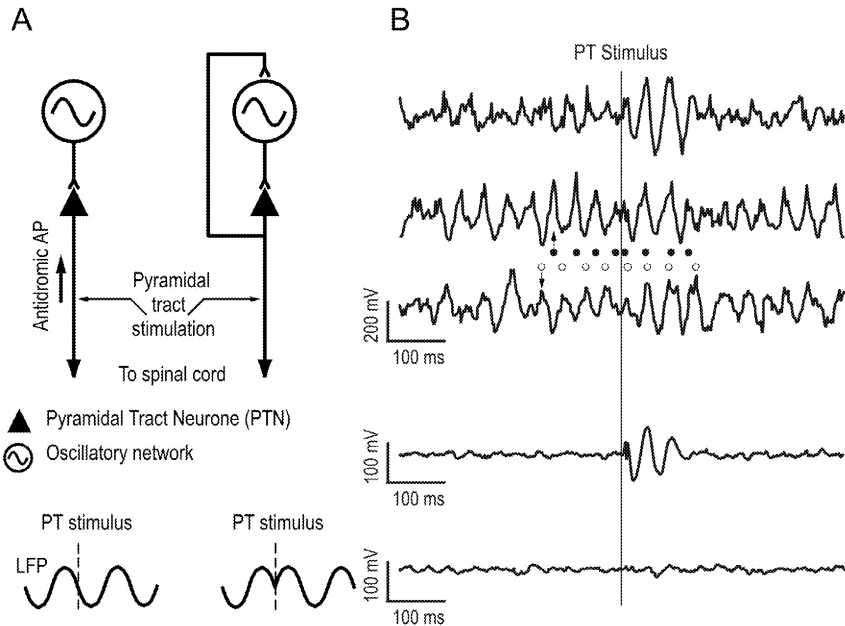 A
B
PT Stimulus
Antidromic AP
Pyramidal
tract
stimulation
To spinal cord
Pyramidal Tract Neurone (PTN)
Oscillatory network
PT stimulus
PT stimulus
LFP
200 mV
100 ms
100 mV
100 ms
100 mV
100 ms